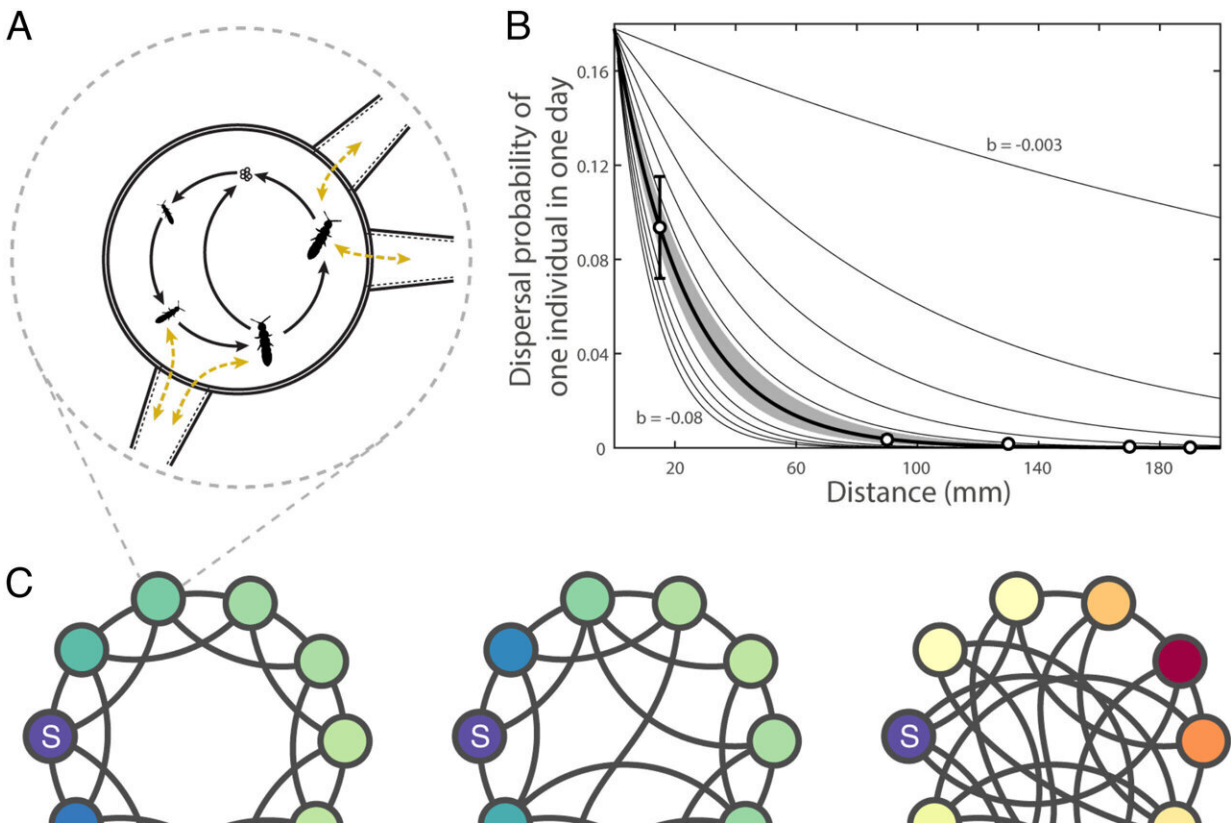 A
B
Dispersal probability of
one individual in one day
0.16
0.12
0.08
0.04
0
b = -0.003
b = -0.08
20
60
100
140
180
Distance (mm)
C
S
S
S